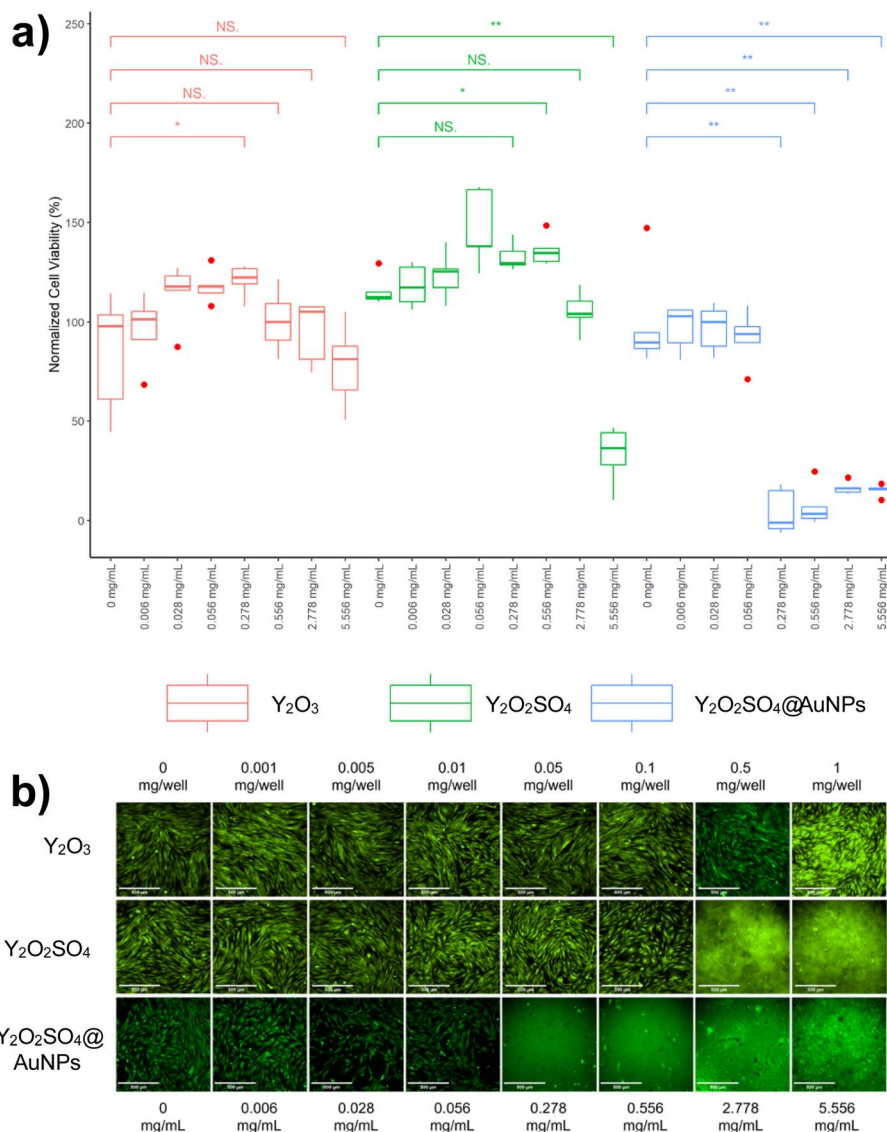 a)
250
200
150
100
50
0
Normalized Cell Viability (%)
NS.
NS.
NS.
*
**
NS.
*
NS.
**
**
**
**
0 mg/mL
0.006 mg/mL
0.028 mg/mL
0.056 mg/mL
0.278 mg/mL
0.556 mg/mL
2.778 mg/mL
5.556 mg/mL
0 mg/mL
0.006 mg/mL
0.028 mg/mL
0.056 mg/mL
0.278 mg/mL
0.556 mg/mL
2.778 mg/mL
5.556 mg/mL
0 mg/mL
0.006 mg/mL
0.028 mg/mL
0.056 mg/mL
0.278 mg/mL
0.556 mg/mL
2.778 mg/mL
5.556 mg/mL
Y₂O₃
Y₂O₂SO₄
Y₂O₂SO₄@AuNPs
b)
0 0.001 0.005 0.01 0.05 0.1 0.5 1
mg/well mg/well mg/well mg/well mg/well mg/well mg/well mg/well
Y₂O₃
Y₂O₂SO₄
Y₂O₂SO₄@
AuNPs
0 0.006 0.028 0.056 0.278 0.556 2.778 5.556
mg/mL mg/mL mg/mL mg/mL mg/mL mg/mL mg/mL mg/mL